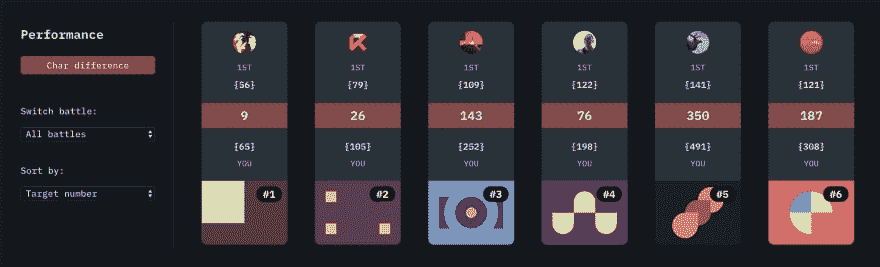 Performance
Char difference
Switch battle:
All battles
Sort by:
Target number
1ST
{56}
9
{65}
YOU
#1
1ST
{79}
26
{105}
YOU
#2
1ST
{109}
143
{252}
YOU
#3
1ST
{122}
76
{198}
YOU
#4
1ST
{141}
350
{491}
YOU
#5
1ST
{121}
187
{308}
YOU
#6